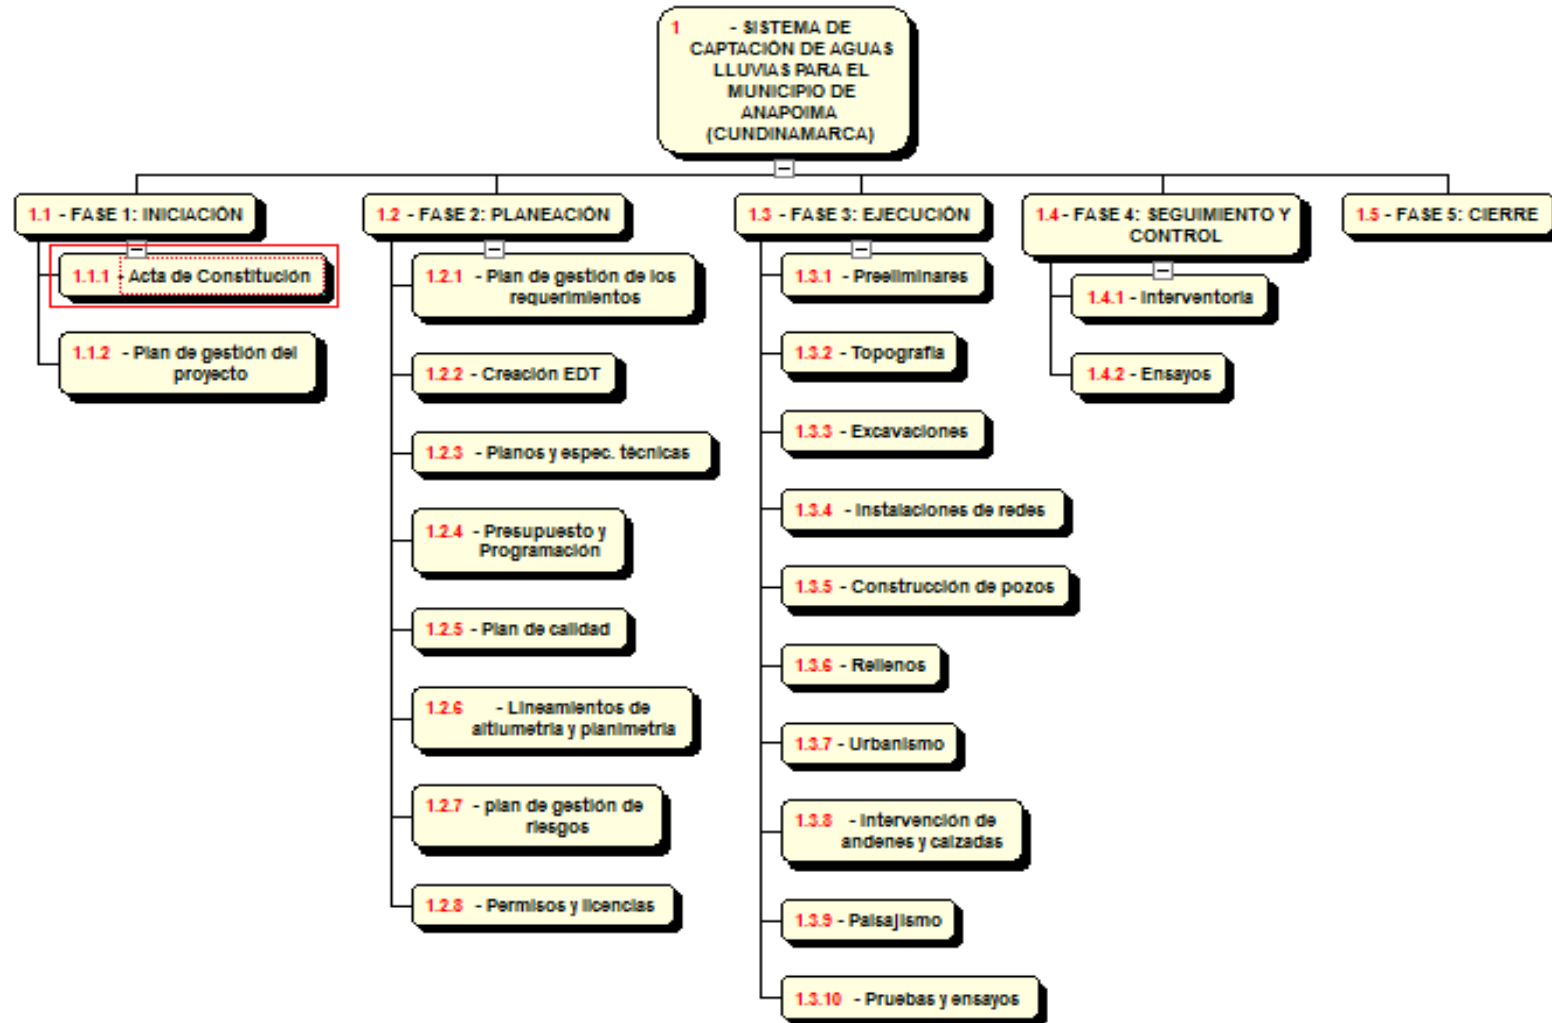 1 - SISTEMA DE
CAPTACIÓN DE AGUAS
LLUVIAS PARA EL
MUNICIPIO DE
ANAPOIMA
(CUNDINAMARCA)
1.1 - FASE 1: INICIACIÓN
1.1.1 - Acta de Constitución
1.1.2 - Plan de gestión del
proyecto
1.2 - FASE 2: PLANEACIÓN
1.2.1 - Plan de gestión de los
requerimientos
1.2.2 - Creación EDT
1.2.3 - Planos y espec. técnicas
1.2.4 - Presupuesto y
Programación
1.2.5 - Plan de calidad
1.2.6 - Lineamientos de
altiumetria y planimetria
1.2.7 - plan de gestión de
riesgos
1.2.8 - Permisos y licencias
1.3 - FASE 3: EJECUCIÓN
1.3.1 - Preeliminares
1.3.2 - Topografia
1.3.3 - Excavaciones
1.3.4 - Instalaciones de redes
1.3.5 - Construcción de pozos
1.3.6 - Rellenos
1.3.7 - Urbanismo
1.3.8 - Intervención de
andenes y calzadas
1.3.9 - Paisajismo
1.3.10 - Pruebas y ensayos
1.4 - FASE 4: SEGUIMIENTO Y
CONTROL
1.4.1 - Interventoria
1.4.2 - Ensayos
1.5 - FASE 5: CIERRE